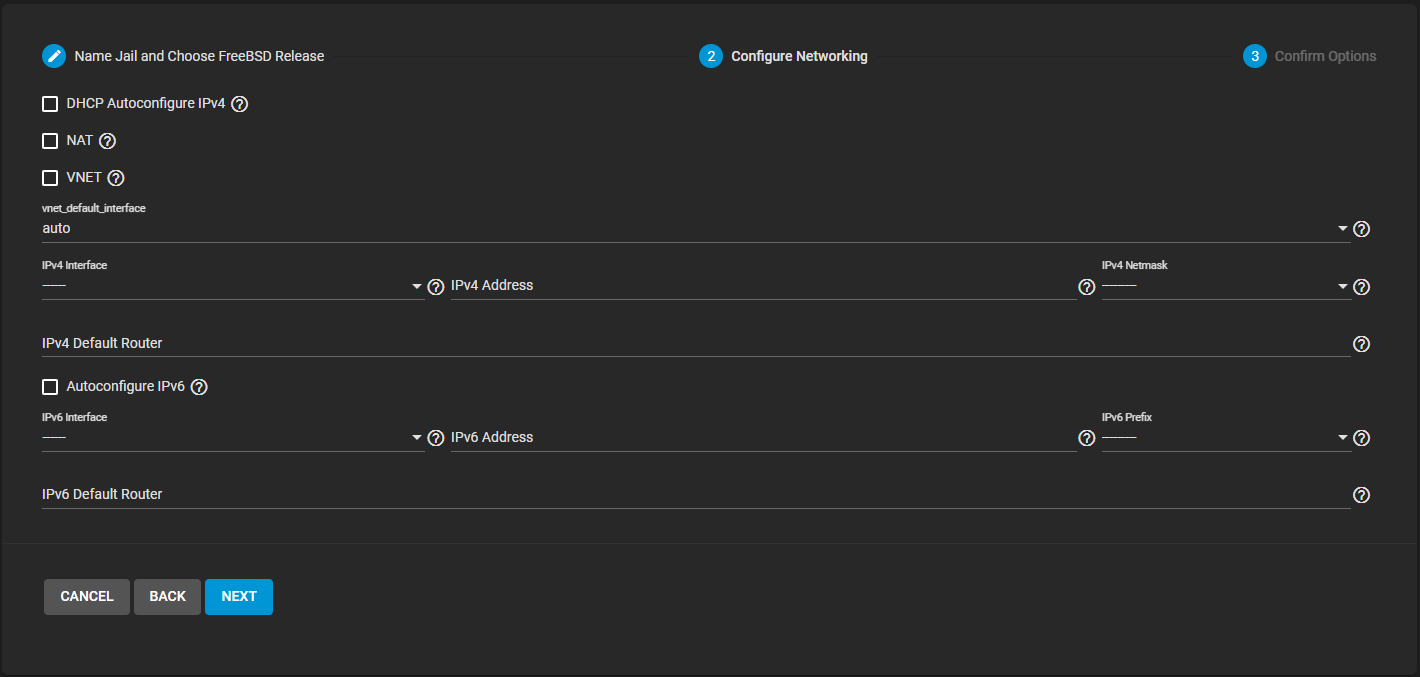 Name Jail and Choose FreeBSD Release
2 Configure Networking
3 Confirm Options
DHCP Autoconfigure IPv4 ?
NAT ?
VNET ?
vnet_default_interface
auto ?
IPv4 Interface
------ ?
IPv4 Address ?
IPv4 Netmask
--------- ?
IPv4 Default Router ?
Autoconfigure IPv6 ?
IPv6 Interface
------ ?
IPv6 Address ?
IPv6 Prefix
--------- ?
IPv6 Default Router ?
CANCEL BACK NEXT